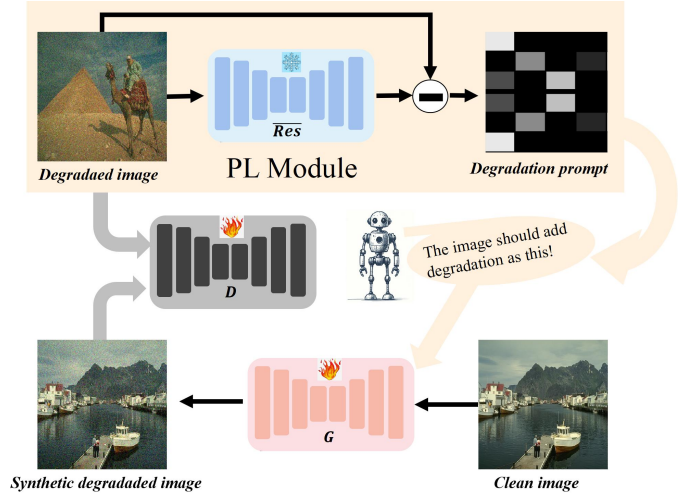 Res
PL Module
Degradaed image
Degradation prompt
The image should add
degradation as this!
D
G
Synthetic degradaded image
Clean image